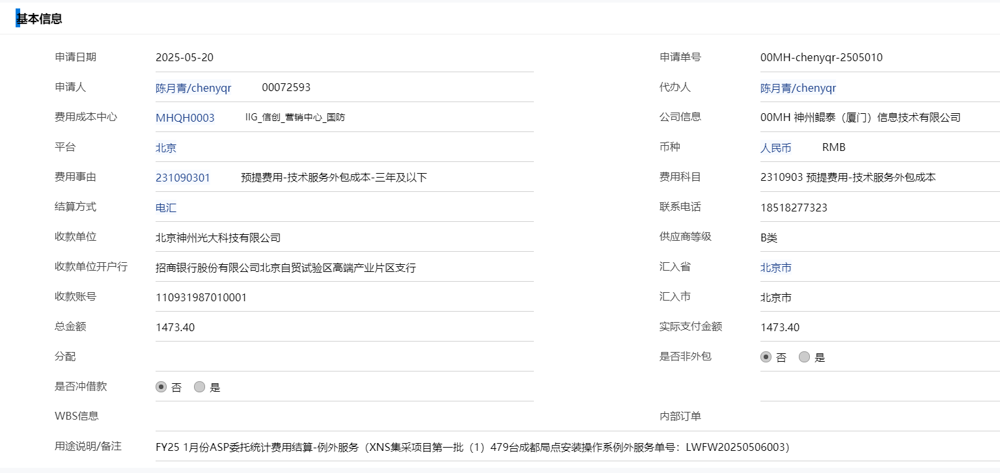 基本信息
申请日期 2025-05-20 申请单号 00MH-chenyqr-2505010
申请人 陈月青/chenyqr 00072593 代办人 陈月青/chenyqr
费用成本中心 MHQH0003 IIG_信创_营销中心_国防 公司信息 00MH 神州鲲泰（厦门）信息技术有限公司
平台 北京 币种 人民币 RMB
费用事由 231090301 预提费用-技术服务外包成本-三年及以下 费用科目 2310903 预提费用-技术服务外包成本
结算方式 电汇 联系电话 18518277323
收款单位 北京神州光大科技有限公司 供应商等级 B类
收款单位开户行 招商银行股份有限公司北京自贸试验区高端产业片区支行 汇入省 北京市
收款账号 110931987010001 汇入市 北京市
总金额 1473.40 实际支付金额 1473.40
分配 是否非外包 否 是
是否冲借款 否 是
WBS信息 内部订单
用途说明/备注 FY25 1月份ASP委托统计费用结算-例外服务（XNS集采项目第一批（1）479台成都局点安装操作系例外服务单号：LWFW20250506003）